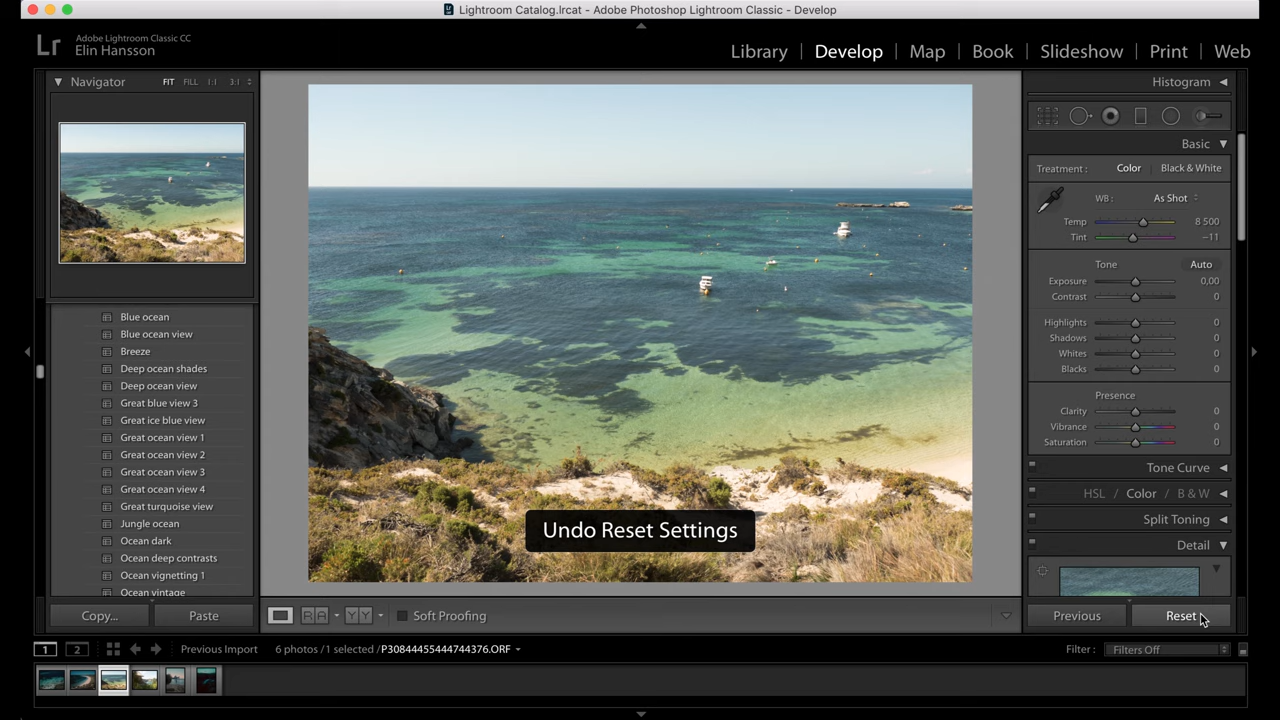 Lightroom Catalog.lrcat - Adobe Photoshop Lightroom Classic - Develop
Lr
Adobe Lightroom Classic CC
Elin Hansson
Library | Develop | Map | Book | Slideshow | Print | Web
Navigator FIT FILL 1:1 3:1
Histogram
Basic
Treatment : Color Black & White
WB : As Shot
Temp 8 500
Tint −11
Tone Auto
Exposure 0,00
Contrast 0
Highlights 0
Shadows 0
Whites 0
Blacks 0
Presence
Clarity 0
Vibrance 0
Saturation 0
Tone Curve
HSL / Color / B & W
Split Toning
Detail
Blue ocean
Blue ocean view
Breeze
Deep ocean shades
Deep ocean view
Great blue view 3
Great ice blue view
Great ocean view 1
Great ocean view 2
Great ocean view 3
Great ocean view 4
Great turquoise view
Jungle ocean
Ocean dark
Ocean deep contrasts
Ocean vignetting 1
Ocean vintage
Undo Reset Settings
Copy... Paste
RA YY Soft Proofing
Previous Reset
1 2 Previous Import 6 photos / 1 selected / P30844455444744376.ORF
Filter : Filters Off